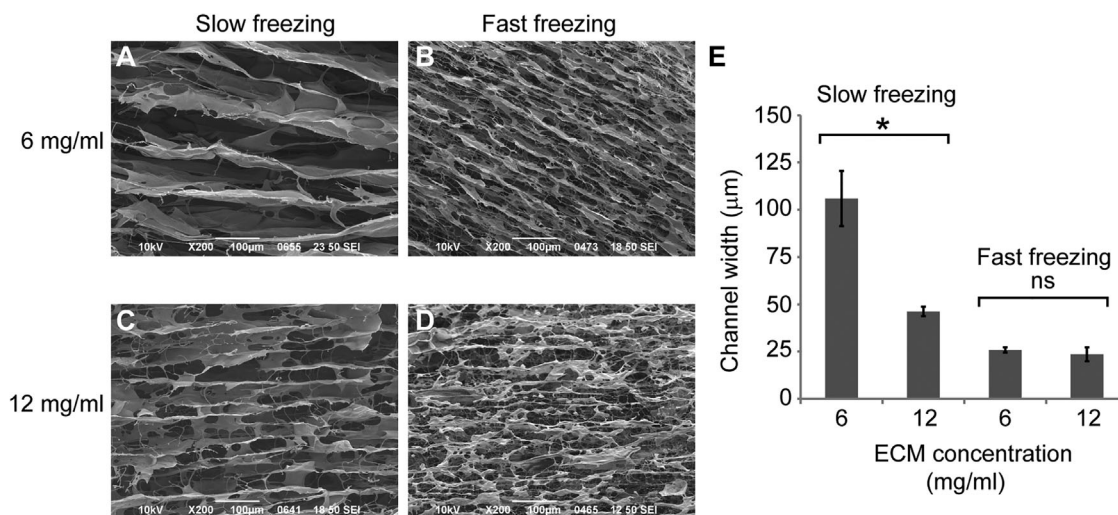 Slow freezing
Fast freezing
A
B
6 mg/ml
10kV X200 100μm 0655 23 50 SEI
10kV X200 100μm 0473 18 50 SEI
C
D
12 mg/ml
10kV X200 100μm 0641 18 50 SEI
10kV X200 100μm 0465 12 50 SEI
E
Slow freezing
*
Fast freezing
ns
Channel width (μm)
150
125
100
75
50
25
0
6 12 6 12
ECM concentration
(mg/ml)